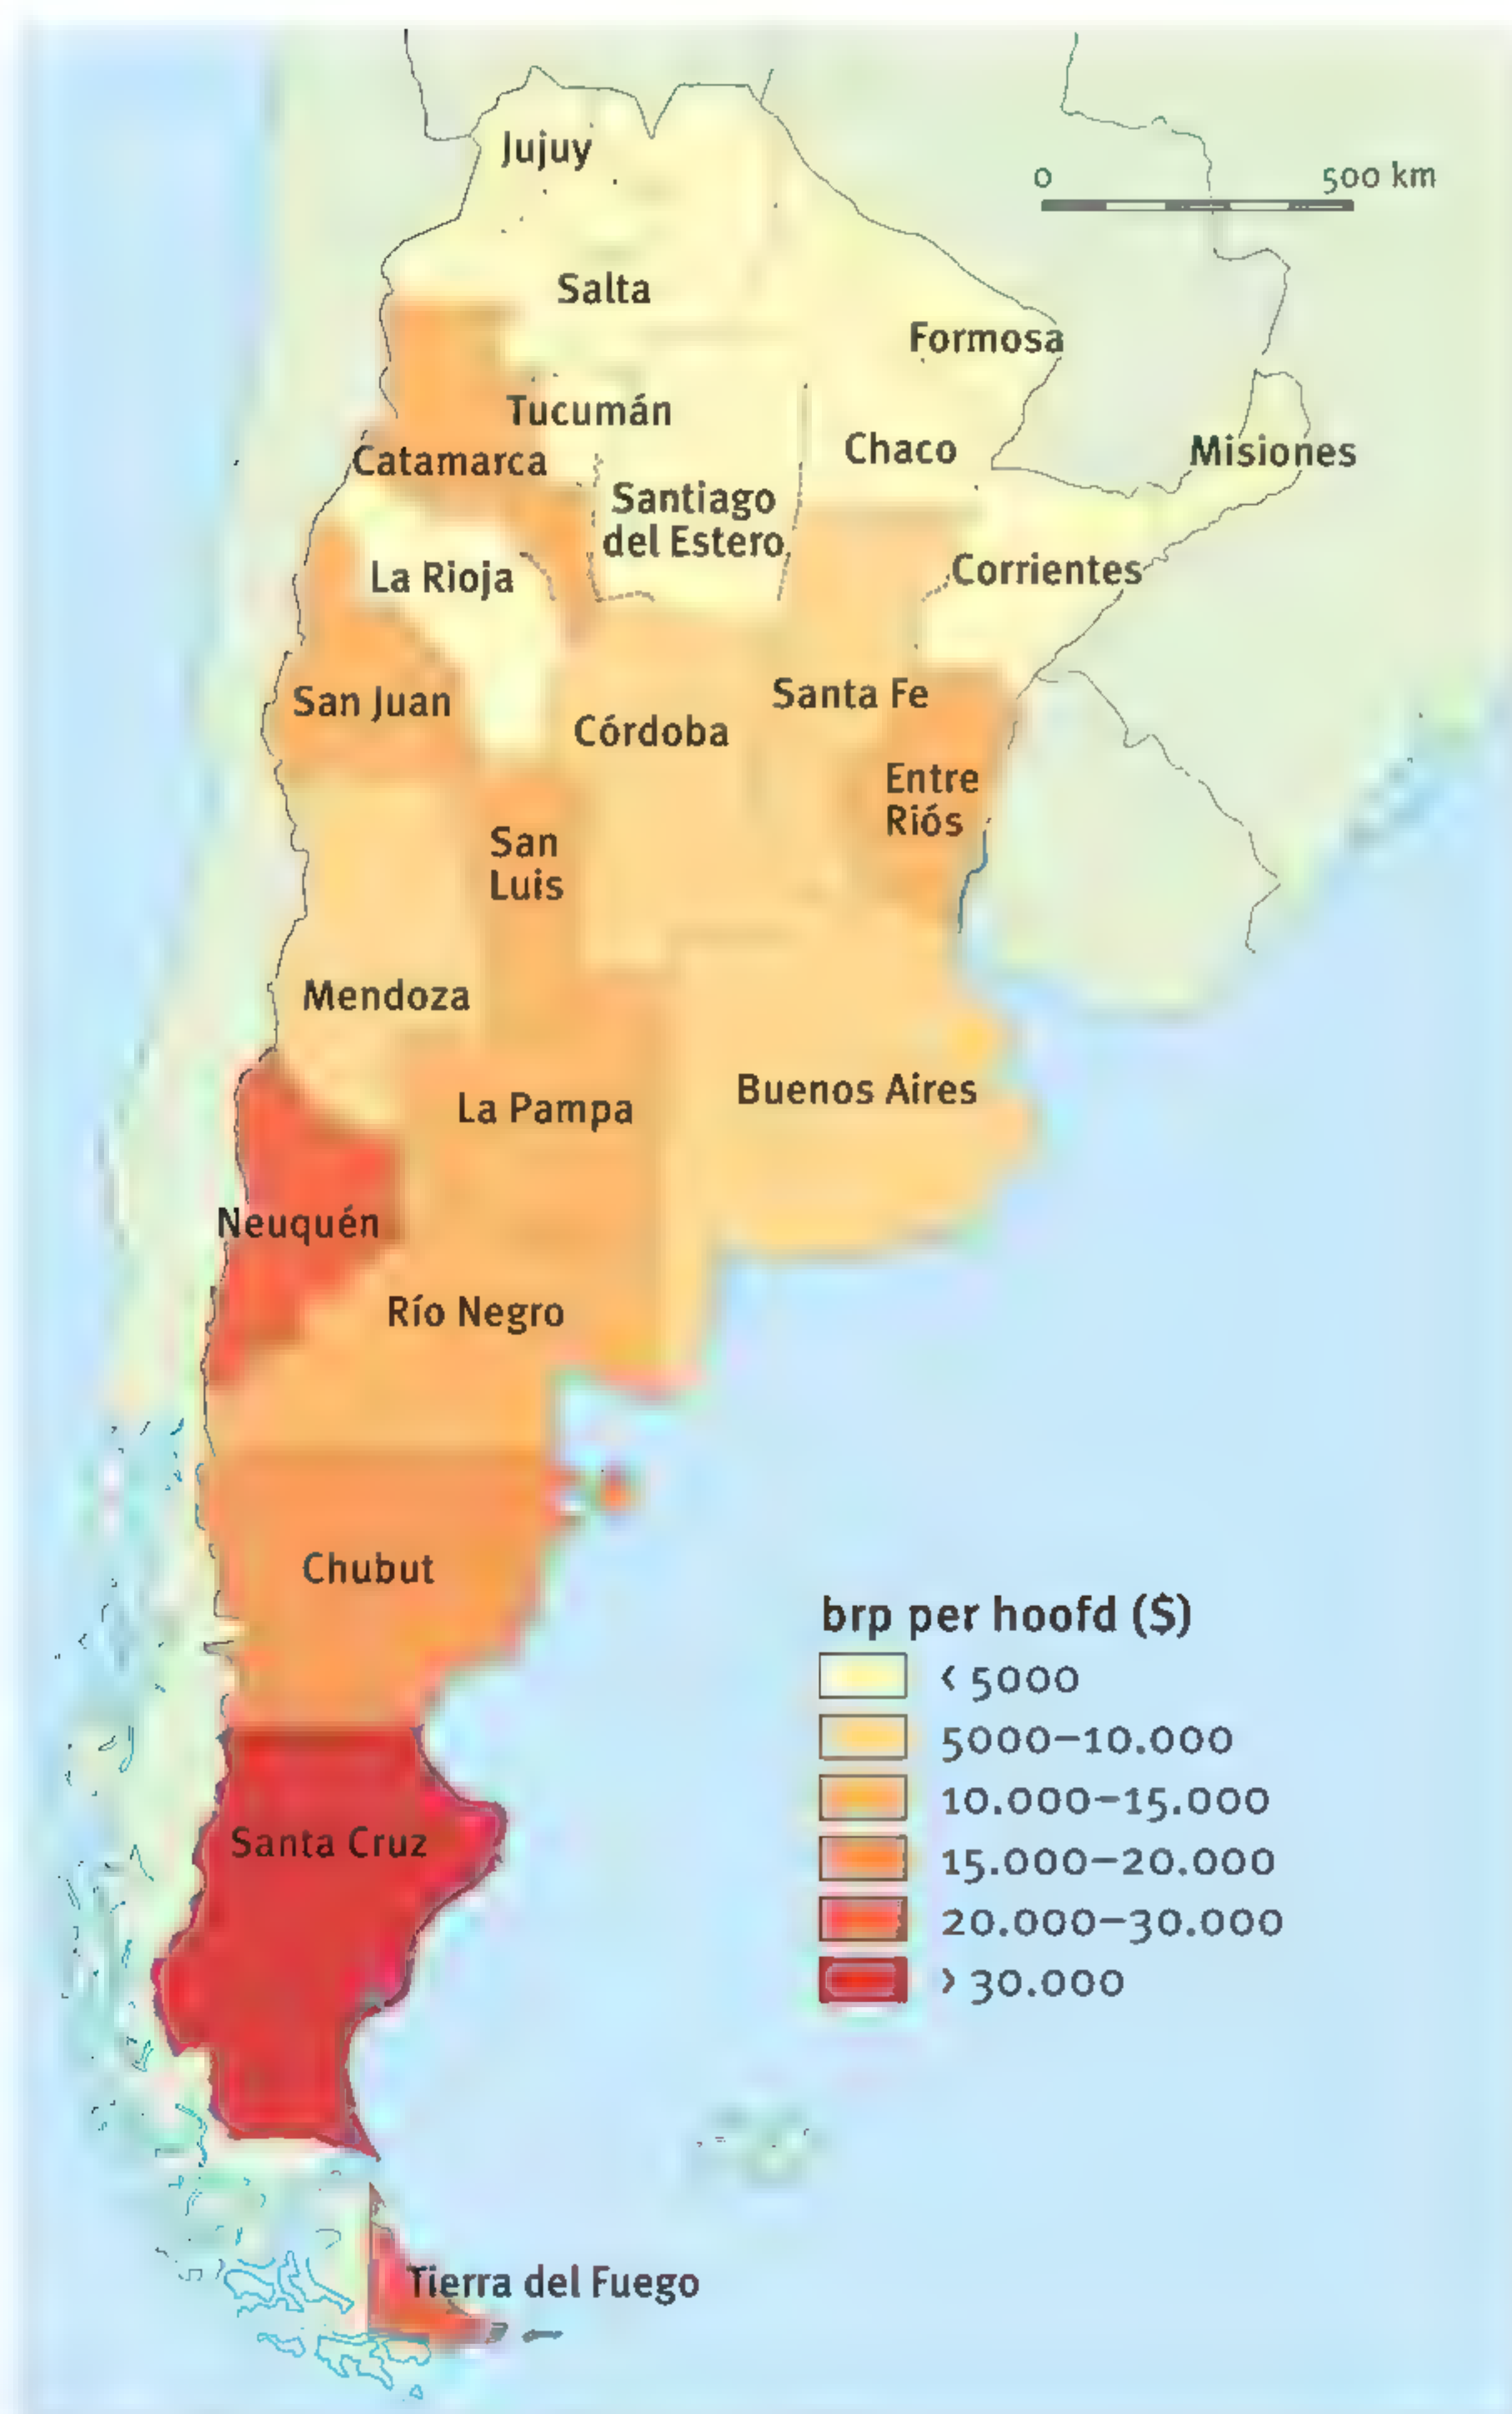 Jujuy
0 500 km
Salta
Formosa
Tucumán
Chaco
Misiones
Catamarca
Santiago
del Estero
La Rioja
Corrientes
San Juan
Santa Fe
Córdoba
Entre
Riós
San
Luis
Mendoza
Buenos Aires
La Pampa
Neuquén
Río Negro
Chubut
brp per hoofd ($)
< 5000
5000–10.000
10.000–15.000
15.000–20.000
20.000–30.000
> 30.000
Santa Cruz
Tierra del Fuego